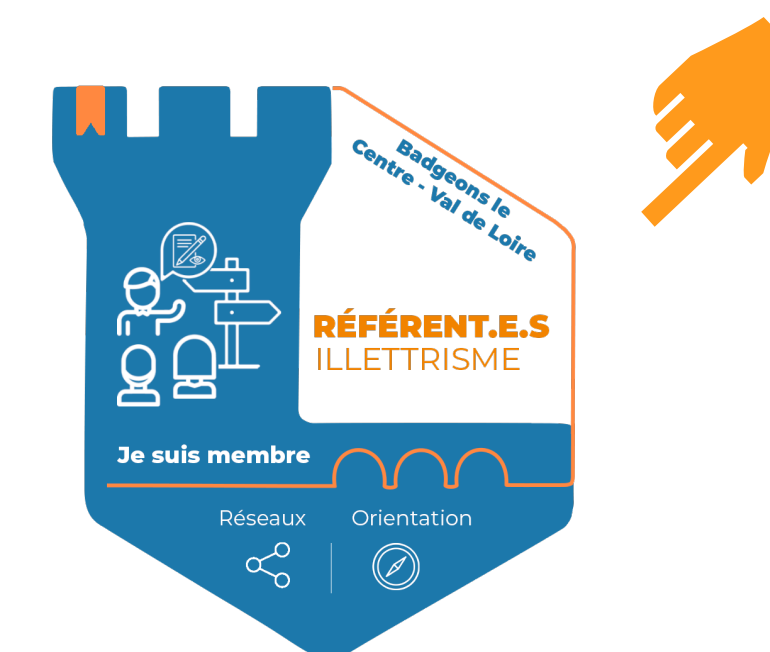 Badgeons le
Centre - Val de Loire
RÉFÉRENT.E.S
ILLETTRISME
Je suis membre
Réseaux
Orientation